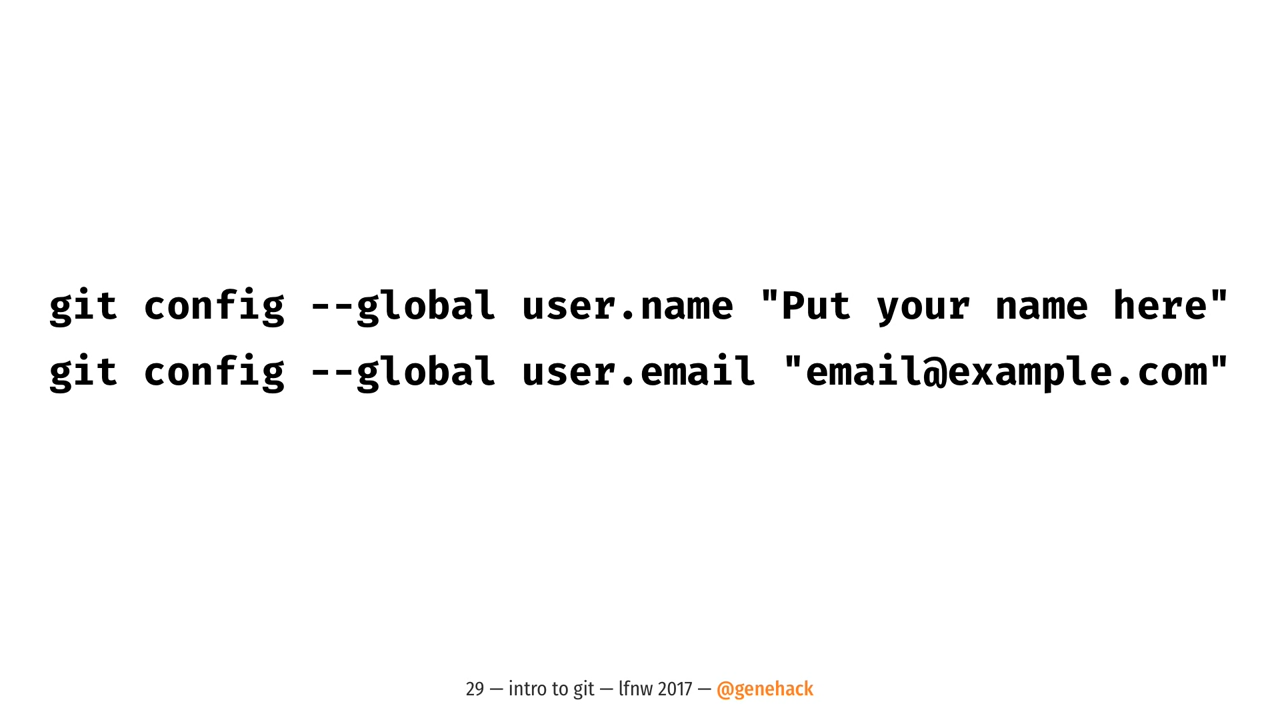 git config --global user.name "Put your name here"
git config --global user.email "email@example.com"
29 — intro to git — lfnw 2017 — @genehack